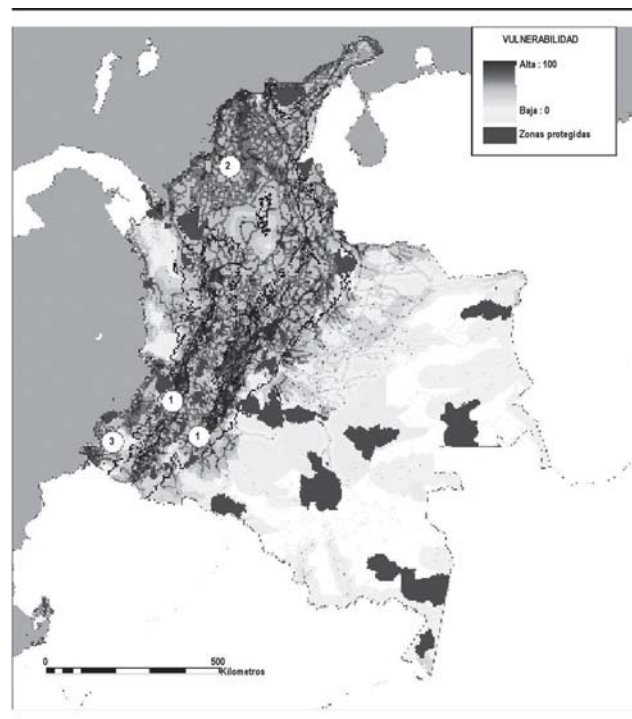 VULNERABILIDAD
Alta : 100
Baja : 0
Zonas protegidas
2
1
3
1
0
500
Kilometros